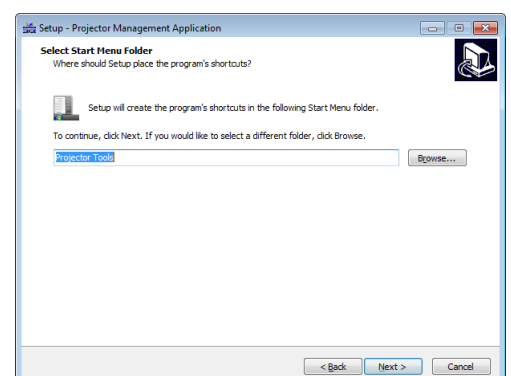 Setup - Projector Management Application
Select Start Menu Folder
Where should Setup place the program's shortcuts?
Setup will create the program's shortcuts in the following Start Menu folder.
To continue, click Next. If you would like to select a different folder, click Browse.
Projector Tools
Browse...
< Back
Next >
Cancel